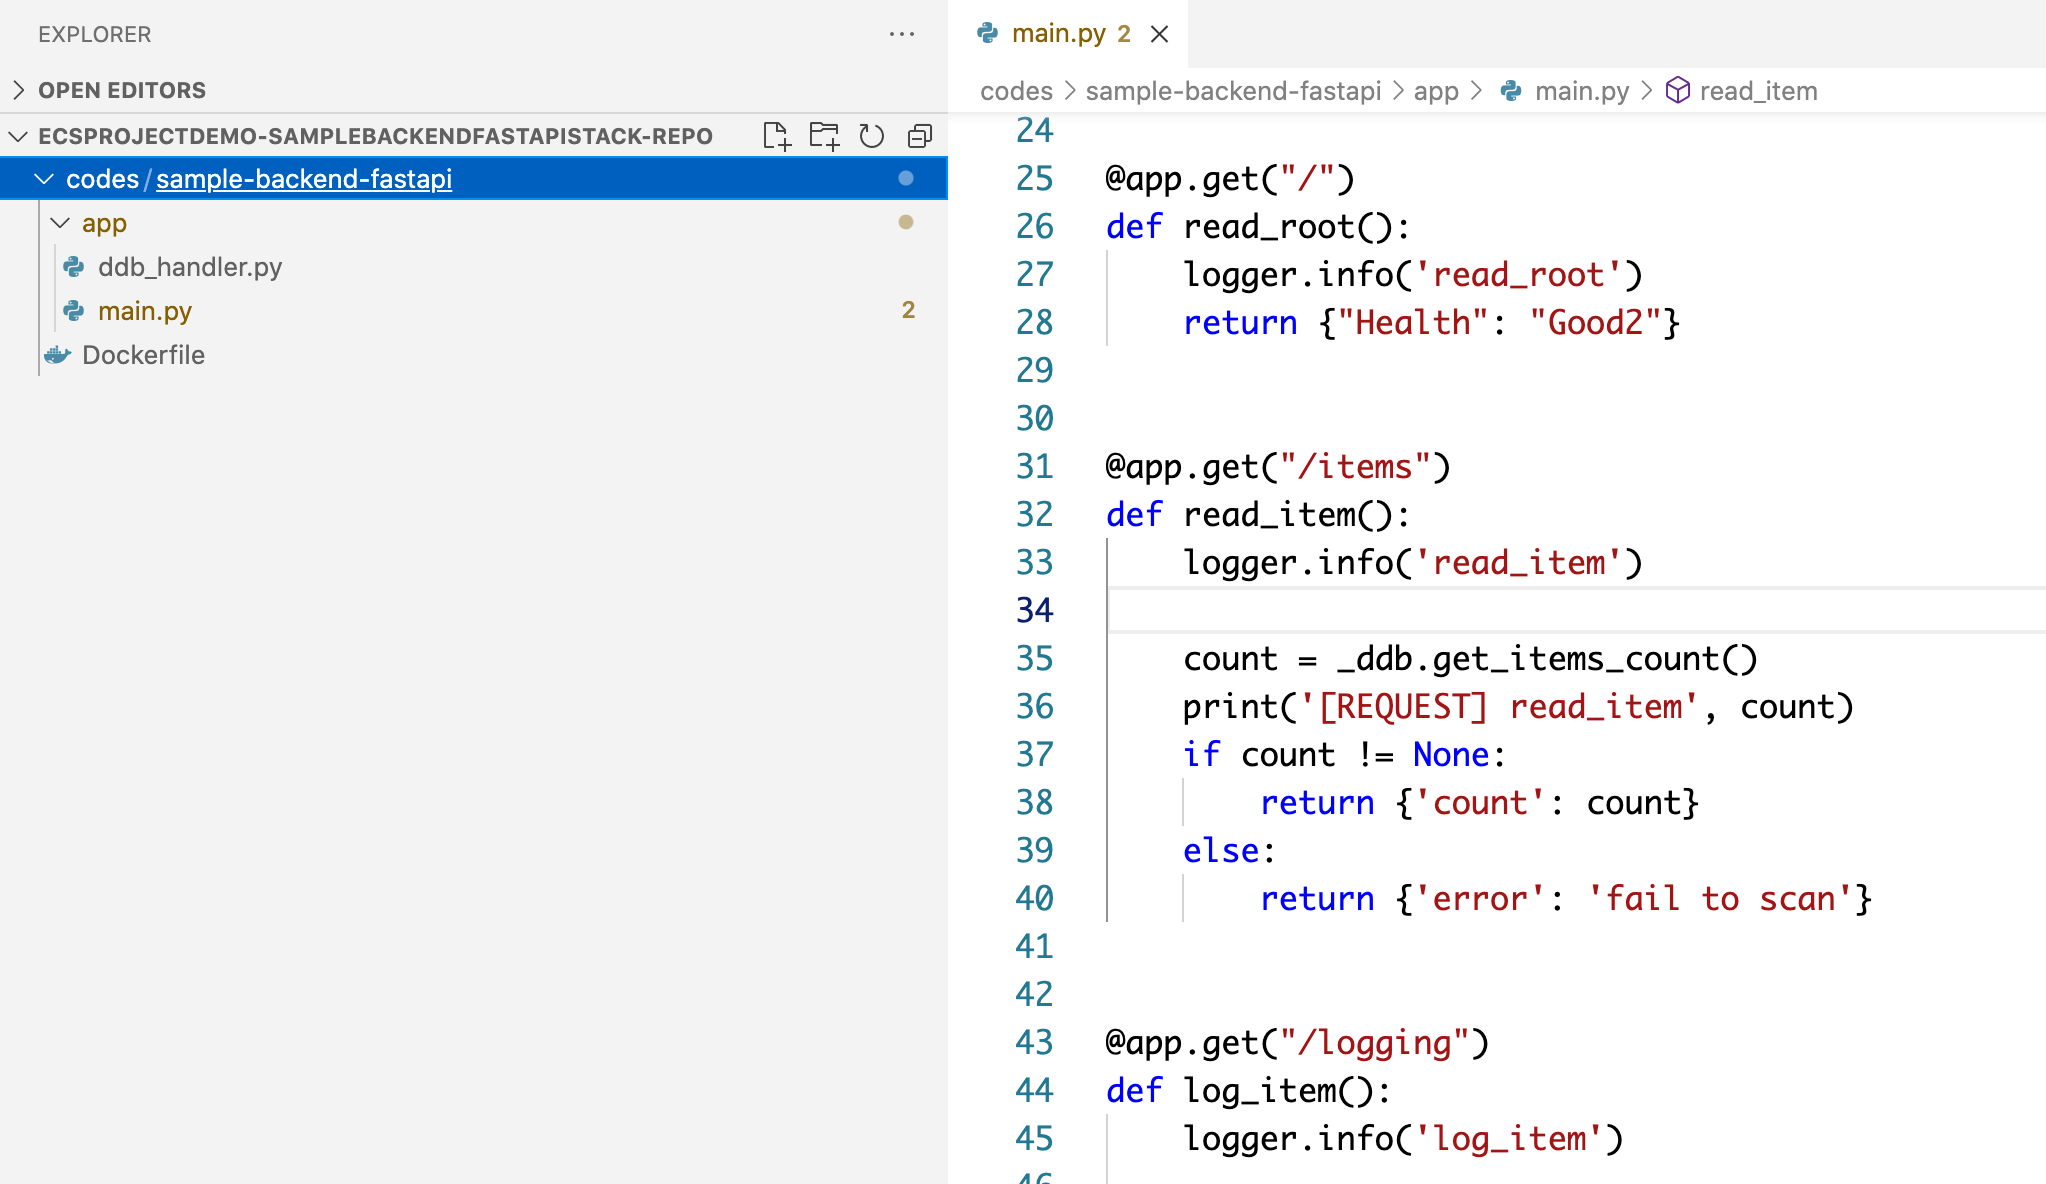 EXPLORER
OPEN EDITORS
ECSPROJECTDEMO-SAMPLEBACKENDFASTAPISTACK-REPO
codes / sample-backend-fastapi
app
ddb_handler.py
main.py 2
Dockerfile
main.py 2
codes > sample-backend-fastapi > app > main.py > read_item
24
25 @app.get("/")
26 def read_root():
27     logger.info('read_root')
28     return {"Health": "Good2"}
29
30
31 @app.get("/items")
32 def read_item():
33     logger.info('read_item')
34
35     count = _ddb.get_items_count()
36     print('[REQUEST] read_item', count)
37     if count != None:
38         return {'count': count}
39     else:
40         return {'error': 'fail to scan'}
41
42
43 @app.get("/logging")
44 def log_item():
45     logger.info('log_item')
46